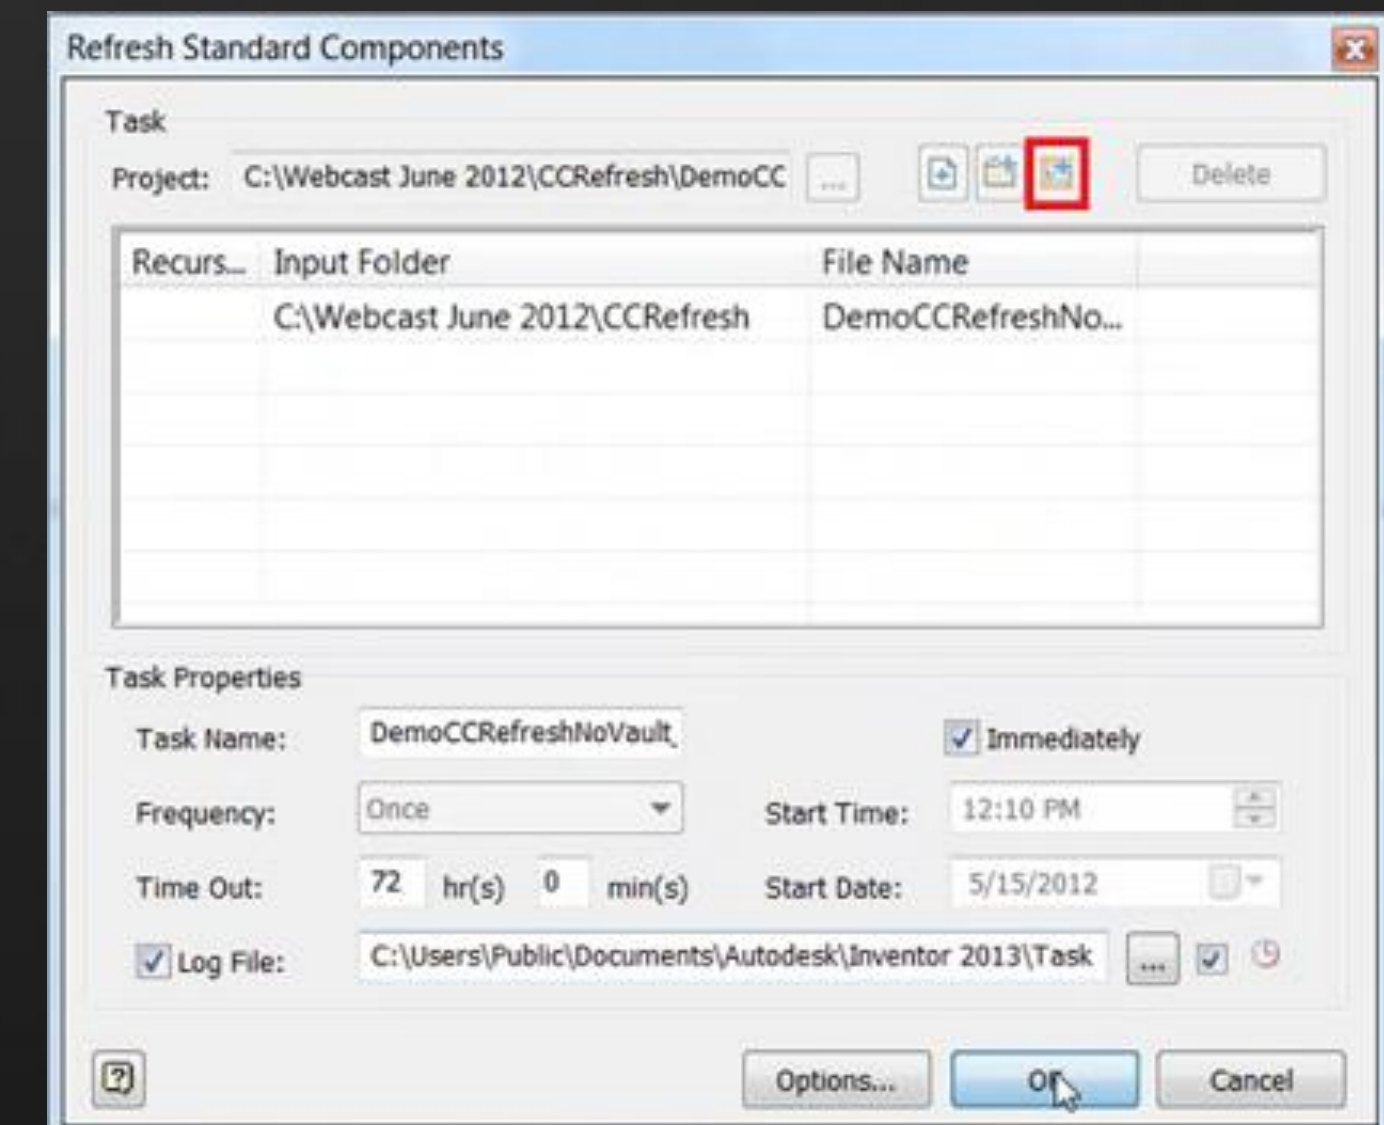 Refresh Standard Components
Task
Project: C:\Webcast June 2012\CCRefresh\DemoCC ... Delete
Recurs... Input Folder File Name
C:\Webcast June 2012\CCRefresh DemoCCRefreshNo...
Task Properties
Task Name: DemoCCRefreshNoVault_ Immediately
Frequency: Once Start Time: 12:10 PM
Time Out: 72 hr(s) 0 min(s) Start Date: 5/15/2012
Log File: C:\Users\Public\Documents\Autodesk\Inventor 2013\Task ...
Options... OK Cancel